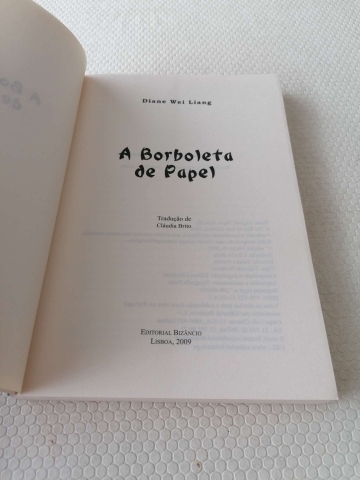 Diane Wei Liang
A Borboleta
de Papel
Tradução de
Cláudia Brito
Editorial Bizâncio
Lisboa, 2009